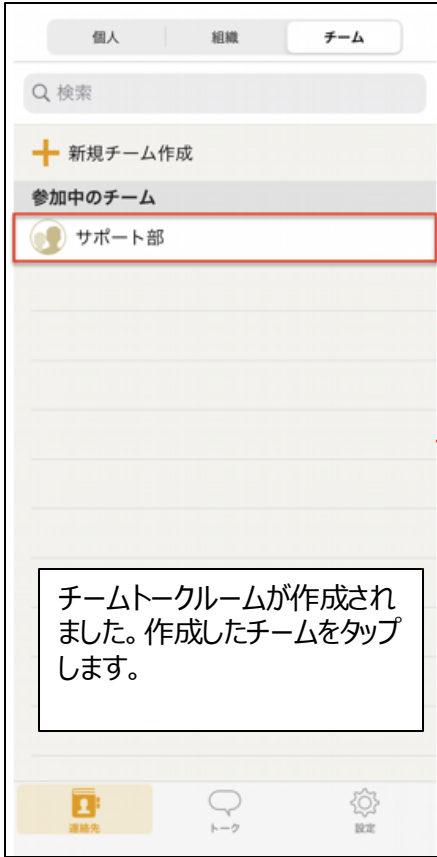 個人 組織 チーム
検索
新規チーム作成
参加中のチーム
サポート部
チームトークルームが作成され
ました。作成したチームをタップ
します。
連絡先 トーク 設定